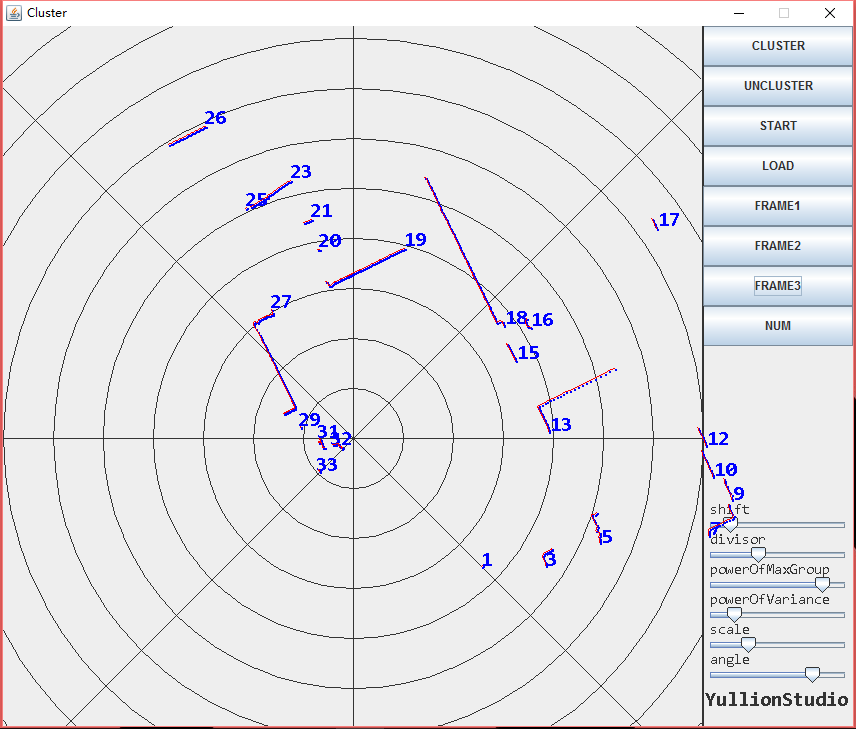 Cluster
CLUSTER
UNCLUSTER
START
LOAD
FRAME1
FRAME2
FRAME3
NUM
26
23
25
21
20
19
27
17
18
16
15
13
29
31
32
33
12
10
9
7
5
3
1
shift
divisor
powerOfMaxGroup
powerOfVariance
scale
angle
YullionStudio